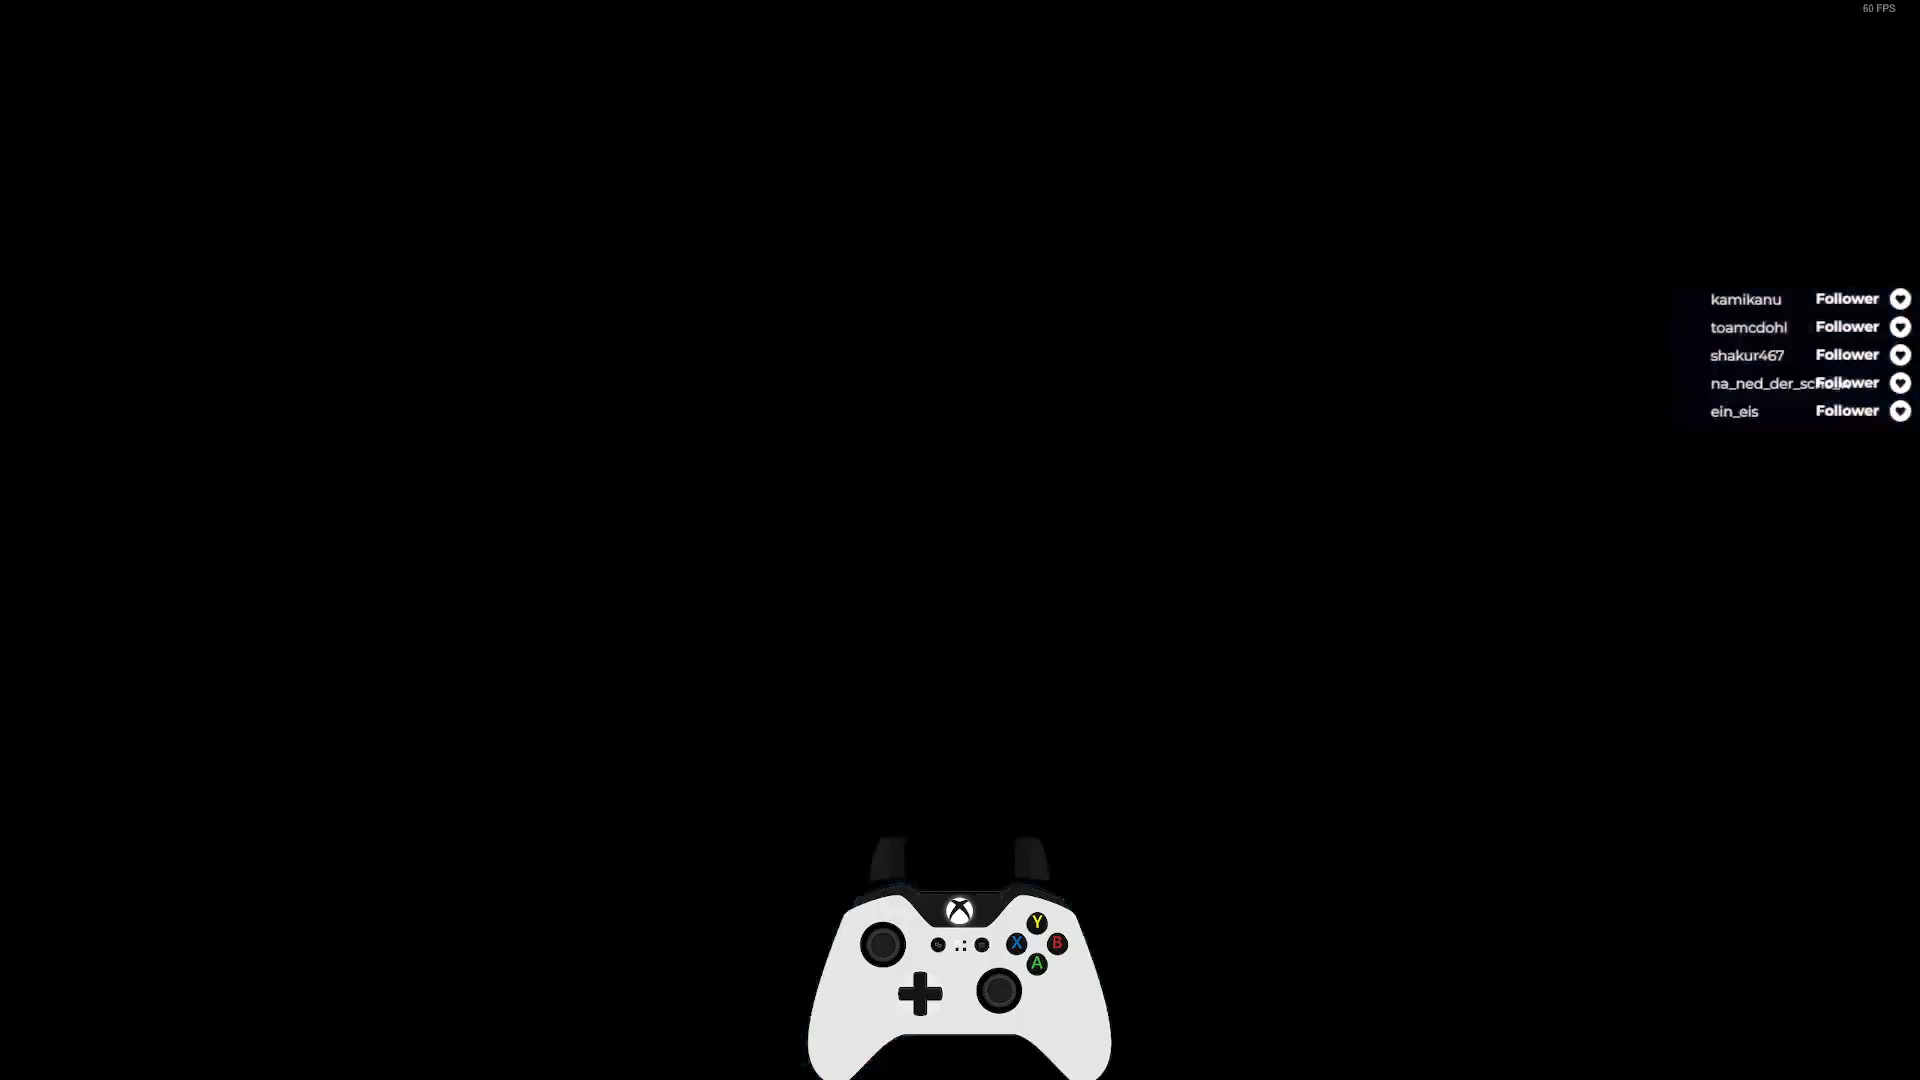 60 FPS
kamikanu Follower
toamcdohl Follower
shakur467 Follower
Follower
ein_eis Follower
Y
X B
A